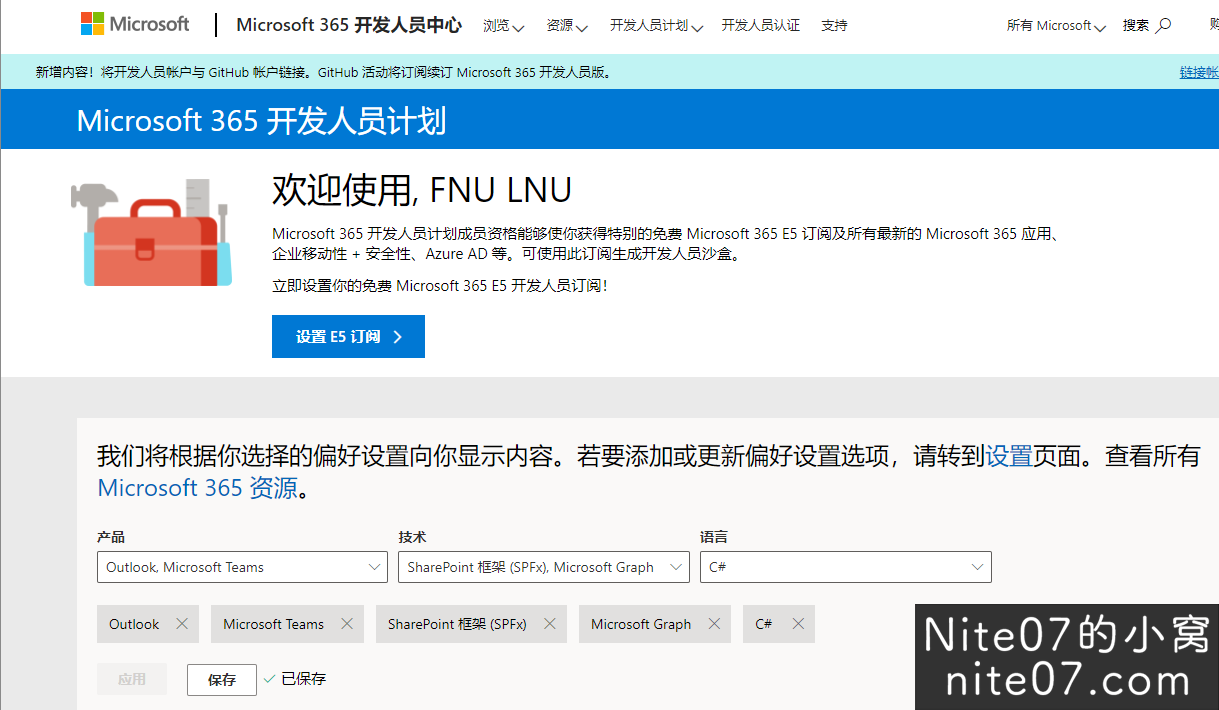 Microsoft
Microsoft 365 开发人员中心
浏览
资源
开发人员计划
开发人员认证
支持
所有 Microsoft
搜索
新增内容！将开发人员帐户与 GitHub 帐户链接。GitHub 活动将订阅续订 Microsoft 365 开发人员版。
链接帐
Microsoft 365 开发人员计划
欢迎使用, FNU LNU
Microsoft 365 开发人员计划成员资格能够使你获得特别的免费 Microsoft 365 E5 订阅及所有最新的 Microsoft 365 应用、
企业移动性 + 安全性、Azure AD 等。可使用此订阅生成开发人员沙盒。
立即设置你的免费 Microsoft 365 E5 开发人员订阅！
设置 E5 订阅
我们将根据你选择的偏好设置向你显示内容。若要添加或更新偏好设置选项，请转到设置页面。查看所有
Microsoft 365 资源。
产品
技术
语言
Outlook, Microsoft Teams
SharePoint 框架 (SPFx), Microsoft Graph
C#
Outlook
Microsoft Teams
SharePoint 框架 (SPFx)
Microsoft Graph
C#
应用
保存
已保存
Nite07的小窝
nite07.com